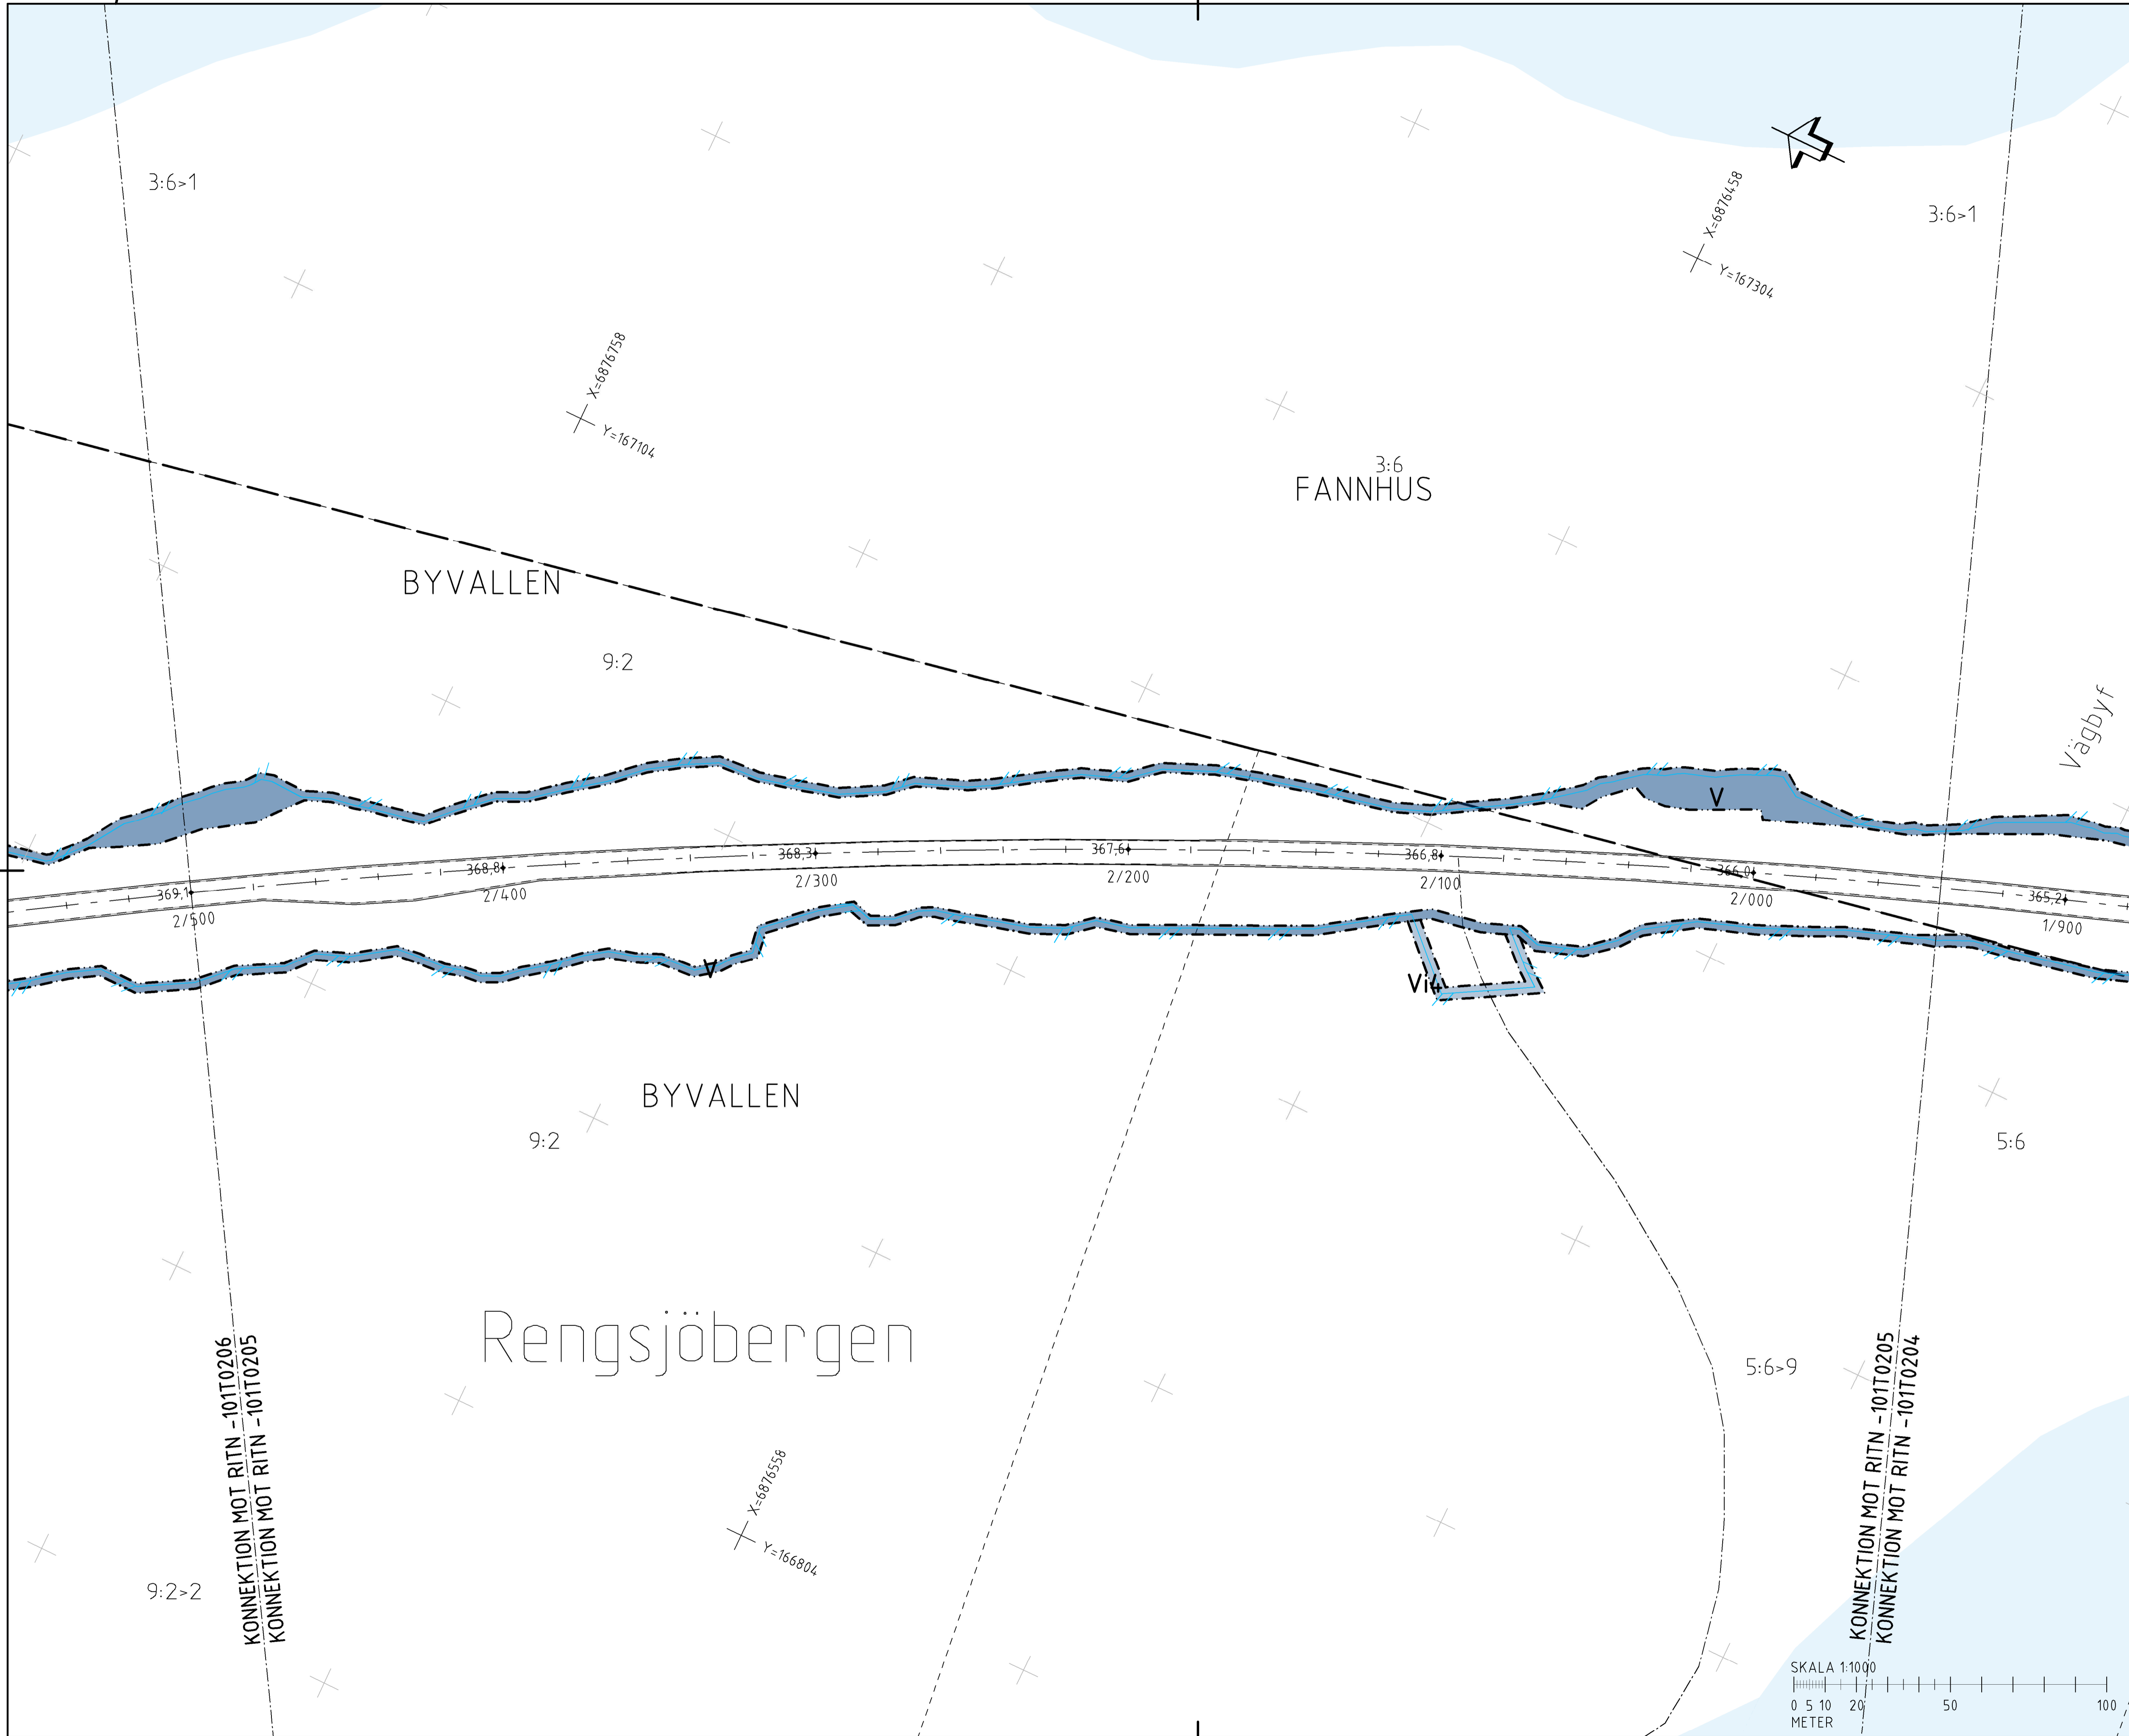 3:6>1
X=6876458
Y=167304
3:6>1
X=6876758
Y=167104
3:6
FANNHUS
BYVALLEN
9:2
Vägbyf
V
369,1
368,8
368,3
367,6
366,8
366,0
365,2
2/500
2/400
2/300
2/200
2/100
2/000
1/900
V
Vi4
BYVALLEN
9:2
5:6
Rengsjöbergen
5:6>9
X=6876558
Y=166804
9:2>2
KONNEKTION MOT RITN -101T0206
KONNEKTION MOT RITN -101T0205
KONNEKTION MOT RITN -101T0205
KONNEKTION MOT RITN -101T0204
SKALA 1:1000
0 5 10 20 50 100
METER